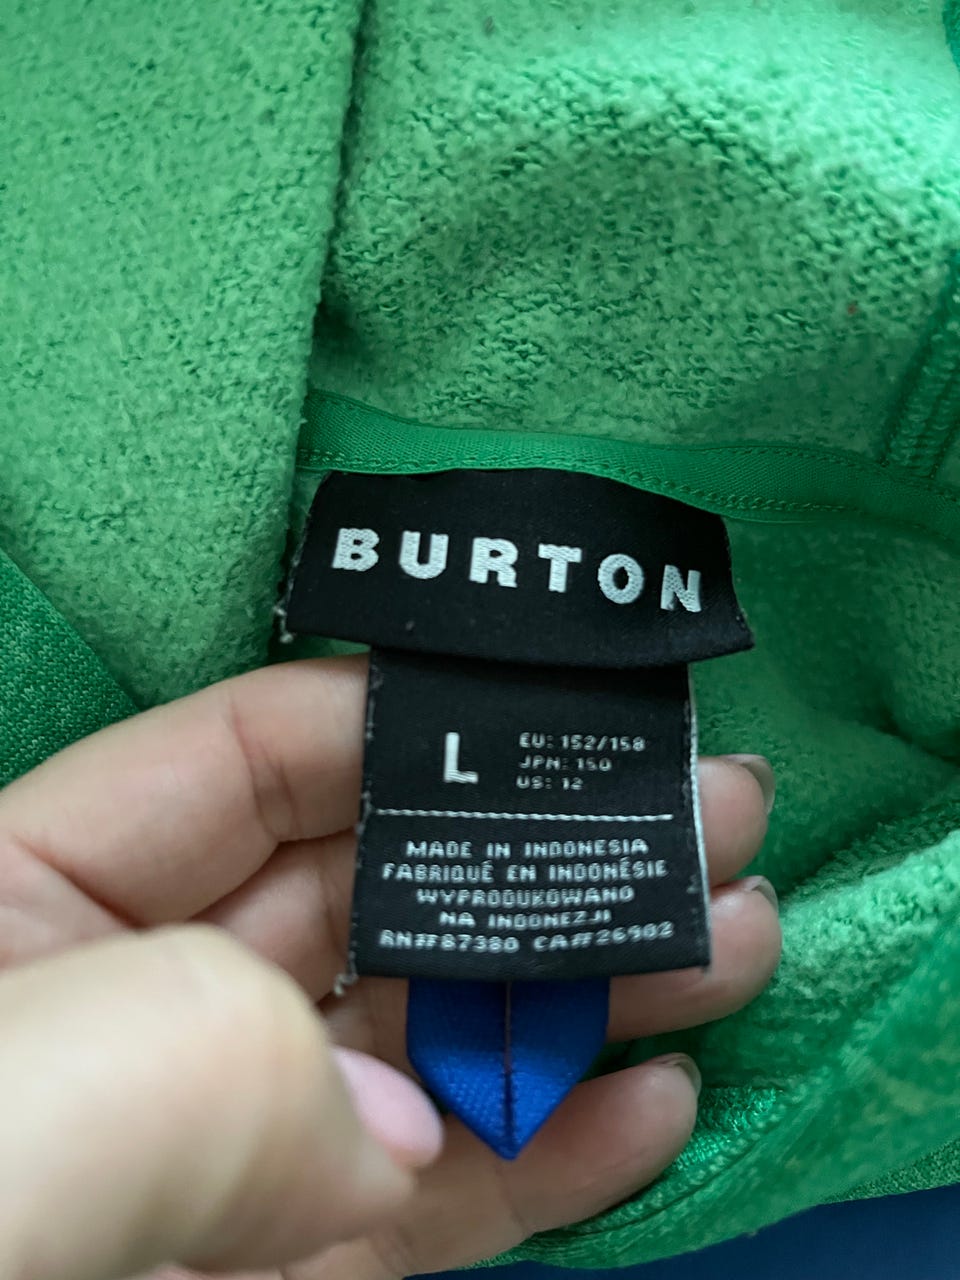 BURTON
L
EU: 152/158
JPN: 150
US: 12
MADE IN INDONESIA
FABRIQUÉ EN INDONÉSIE
WYPRODUKOWANO
NA INDONEZJI
RN#87380 CA#26902